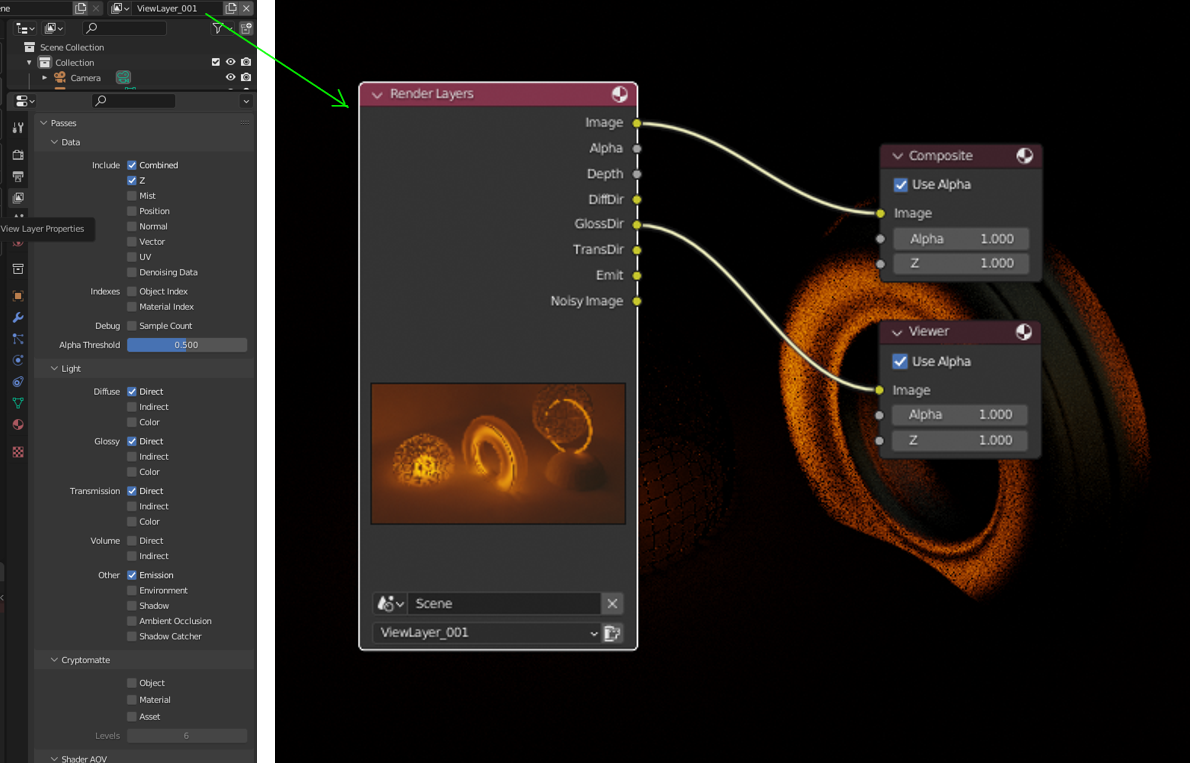 ne
ViewLayer_001
Scene Collection
Collection
Camera
Passes
Data
Include
Combined
Z
Mist
Position
Normal
View Layer Properties
Vector
UV
Denoising Data
Indexes
Object Index
Material Index
Debug
Sample Count
Alpha Threshold
0.500
Light
Diffuse
Direct
Indirect
Color
Glossy
Direct
Indirect
Color
Transmission
Direct
Indirect
Color
Volume
Direct
Indirect
Other
Emission
Environment
Shadow
Ambient Occlusion
Shadow Catcher
Cryptomatte
Object
Material
Asset
Levels
6
Shader AOV
Render Layers
Image
Alpha
Depth
DiffDir
GlossDir
TransDir
Emit
Noisy Image
Scene
ViewLayer_001
Composite
Use Alpha
Image
Alpha 1.000
Z 1.000
Viewer
Use Alpha
Image
Alpha 1.000
Z 1.000